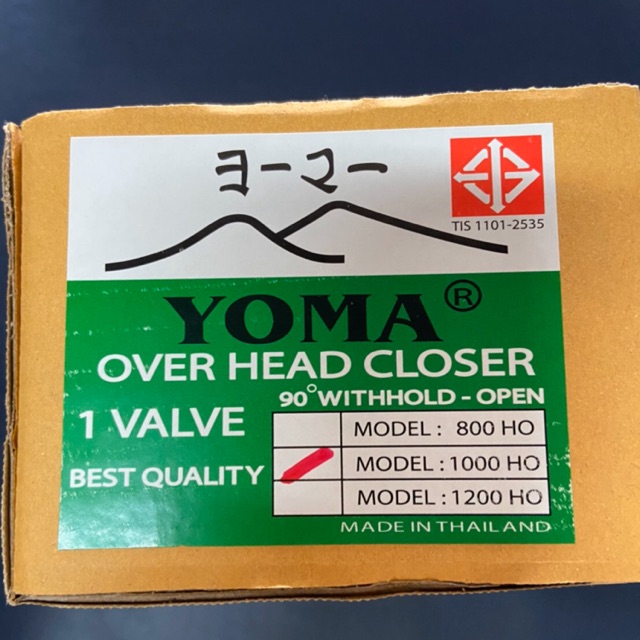 ヨーマー
TIS 1101-2535
YOMA®
OVER HEAD CLOSER
90° WITHHOLD - OPEN
1 VALVE
MODEL : 800 HO
BEST QUALITY
MODEL : 1000 HO
MODEL : 1200 HO
MADE IN THAILAND